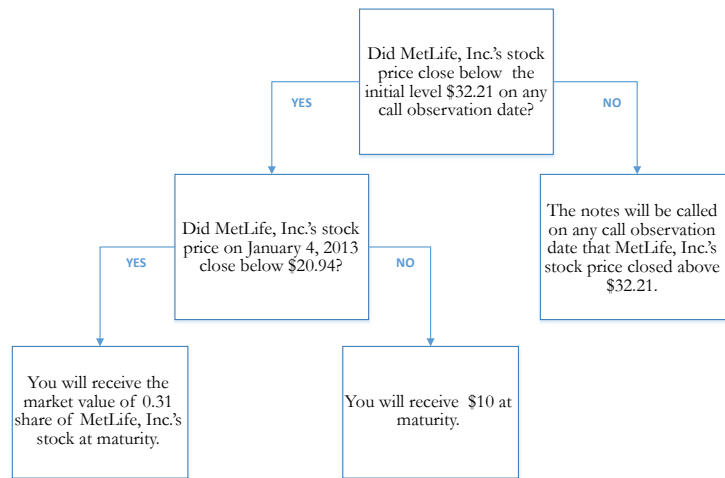 Did MetLife, Inc.'s stock
price close below the
initial level $32.21 on any
call observation date?
YES
NO
Did MetLife, Inc.'s stock
price on January 4, 2013
close below $20.94?
The notes will be called
on any call observation
date that MetLife, Inc.'s
stock price closed above
$32.21.
YES
NO
You will receive the
market value of 0.31
share of MetLife, Inc.'s
stock at maturity.
You will receive $10 at
maturity.